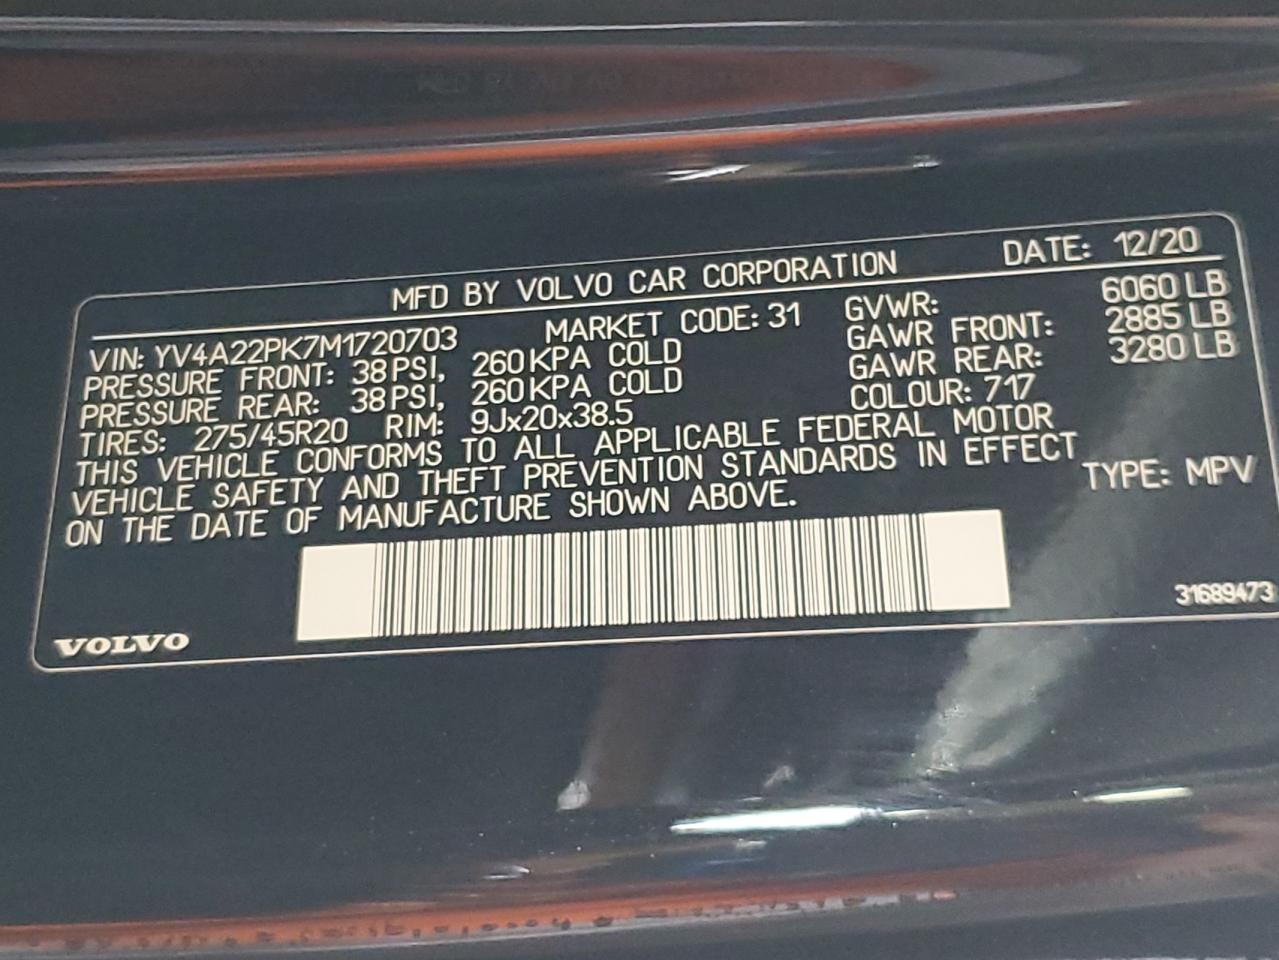 MFD BY VOLVO CAR CORPORATION DATE: 12/20
VIN: YV4A22PK7M1720703 MARKET CODE: 31 GVWR: 6060 LB
PRESSURE FRONT: 38 PSI, 260 KPA COLD GAWR FRONT: 2885 LB
PRESSURE REAR: 38 PSI, 260 KPA COLD GAWR REAR: 3280 LB
TIRES: 275/45R20 RIM: 9Jx20x38.5 COLOUR: 717
THIS VEHICLE CONFORMS TO ALL APPLICABLE FEDERAL MOTOR
VEHICLE SAFETY AND THEFT PREVENTION STANDARDS IN EFFECT
ON THE DATE OF MANUFACTURE SHOWN ABOVE. TYPE: MPV
31689473
VOLVO